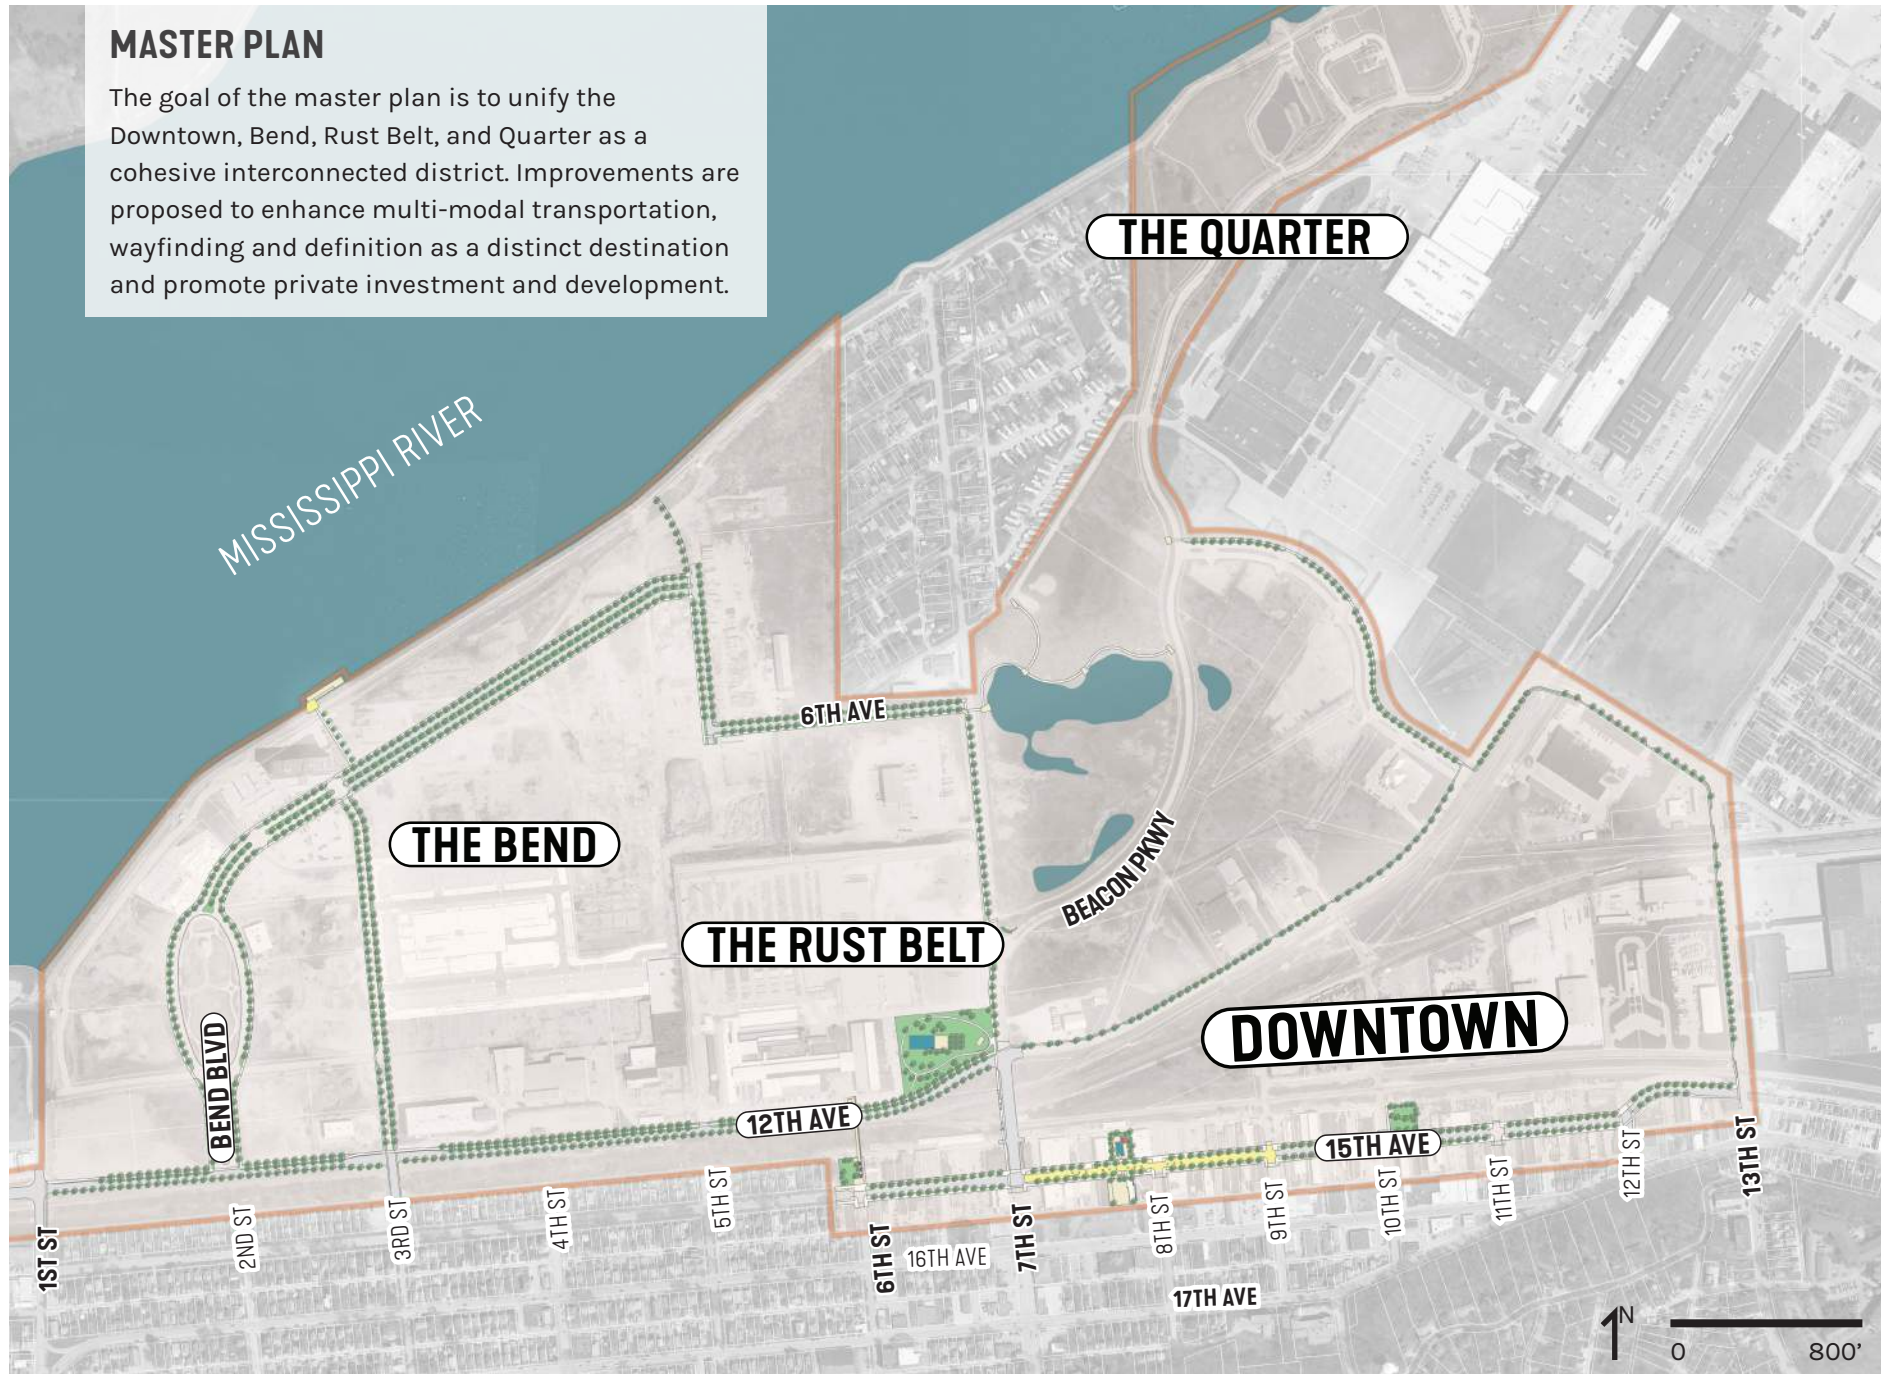 MASTER PLAN
The goal of the master plan is to unify the
Downtown, Bend, Rust Belt, and Quarter as a
cohesive interconnected district. Improvements are
proposed to enhance multi-modal transportation,
wayfinding and definition as a distinct destination
and promote private investment and development.
THE QUARTER
MISSISSIPPI RIVER
6TH AVE
THE BEND
BEACON PKWY
THE RUST BELT
DOWNTOWN
BEND BLVD
12TH AVE
15TH AVE
1ST ST
2ND ST
3RD ST
4TH ST
5TH ST
6TH ST
16TH AVE
7TH ST
8TH ST
9TH ST
10TH ST
11TH ST
12TH ST
13TH ST
17TH AVE
N
0 800'